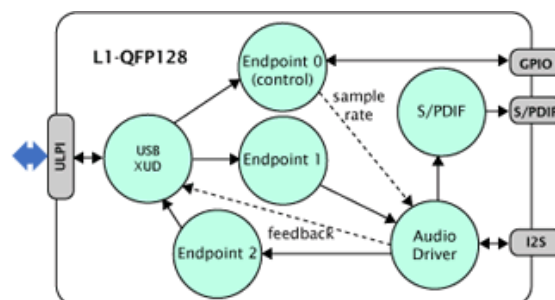 L1-QFP128
Endpoint 0
(control)
GPIO
sample
rate
S/PDIF
S/PDIF
ULPI
USB
XUD
Endpoint 1
feedback
Endpoint 2
Audio
Driver
I2S